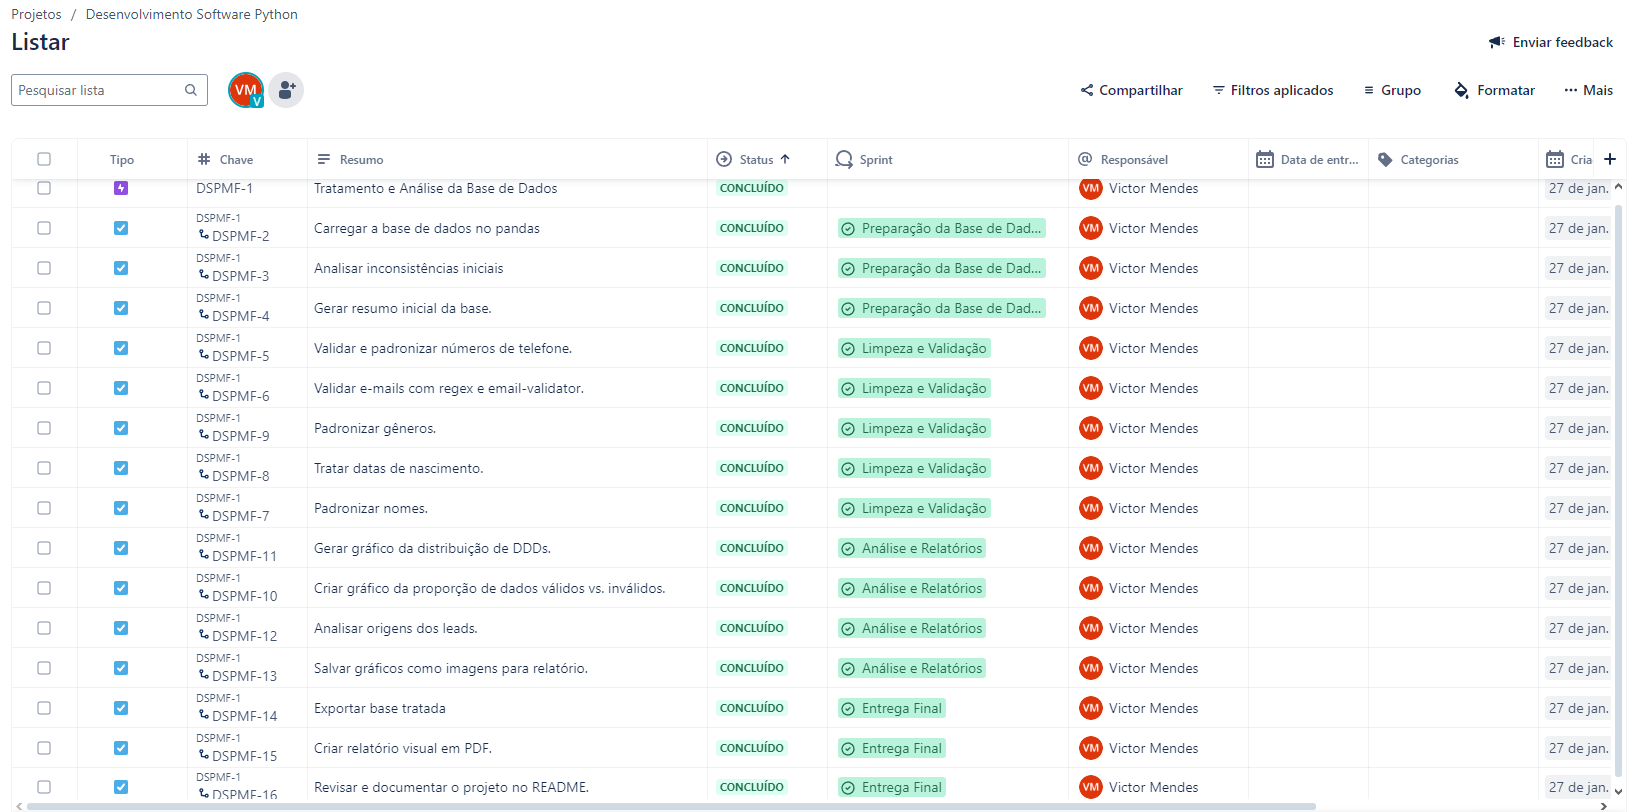 Projetos / Desenvolvimento Software Python
Listar
Enviar feedback
Pesquisar lista
VM
V
Compartilhar Filtros aplicados Grupo Formatar Mais
Tipo Chave Resumo Status Sprint Responsável Data de entr... Categorias Cria
DSPMF-1 Tratamento e Análise da Base de Dados CONCLUÍDO VM Victor Mendes 27 de jan.
DSPMF-1
DSPMF-2 Carregar a base de dados no pandas CONCLUÍDO Preparação da Base de Dad... VM Victor Mendes 27 de jan.
DSPMF-1
DSPMF-3 Analisar inconsistências iniciais CONCLUÍDO Preparação da Base de Dad... VM Victor Mendes 27 de jan.
DSPMF-1
DSPMF-4 Gerar resumo inicial da base. CONCLUÍDO Preparação da Base de Dad... VM Victor Mendes 27 de jan.
DSPMF-1
DSPMF-5 Validar e padronizar números de telefone. CONCLUÍDO Limpeza e Validação VM Victor Mendes 27 de jan.
DSPMF-1
DSPMF-6 Validar e-mails com regex e email-validator. CONCLUÍDO Limpeza e Validação VM Victor Mendes 27 de jan.
DSPMF-1
DSPMF-9 Padronizar gêneros. CONCLUÍDO Limpeza e Validação VM Victor Mendes 27 de jan.
DSPMF-1
DSPMF-8 Tratar datas de nascimento. CONCLUÍDO Limpeza e Validação VM Victor Mendes 27 de jan.
DSPMF-1
DSPMF-7 Padronizar nomes. CONCLUÍDO Limpeza e Validação VM Victor Mendes 27 de jan.
DSPMF-1
DSPMF-11 Gerar gráfico da distribuição de DDDs. CONCLUÍDO Análise e Relatórios VM Victor Mendes 27 de jan.
DSPMF-1
DSPMF-10 Criar gráfico da proporção de dados válidos vs. inválidos. CONCLUÍDO Análise e Relatórios VM Victor Mendes 27 de jan.
DSPMF-1
DSPMF-12 Analisar origens dos leads. CONCLUÍDO Análise e Relatórios VM Victor Mendes 27 de jan.
DSPMF-1
DSPMF-13 Salvar gráficos como imagens para relatório. CONCLUÍDO Análise e Relatórios VM Victor Mendes 27 de jan.
DSPMF-1
DSPMF-14 Exportar base tratada CONCLUÍDO Entrega Final VM Victor Mendes 27 de jan.
DSPMF-1
DSPMF-15 Criar relatório visual em PDF. CONCLUÍDO Entrega Final VM Victor Mendes 27 de jan.
DSPMF-1
DSPMF-16 Revisar e documentar o projeto no README. CONCLUÍDO Entrega Final VM Victor Mendes 27 de jan.